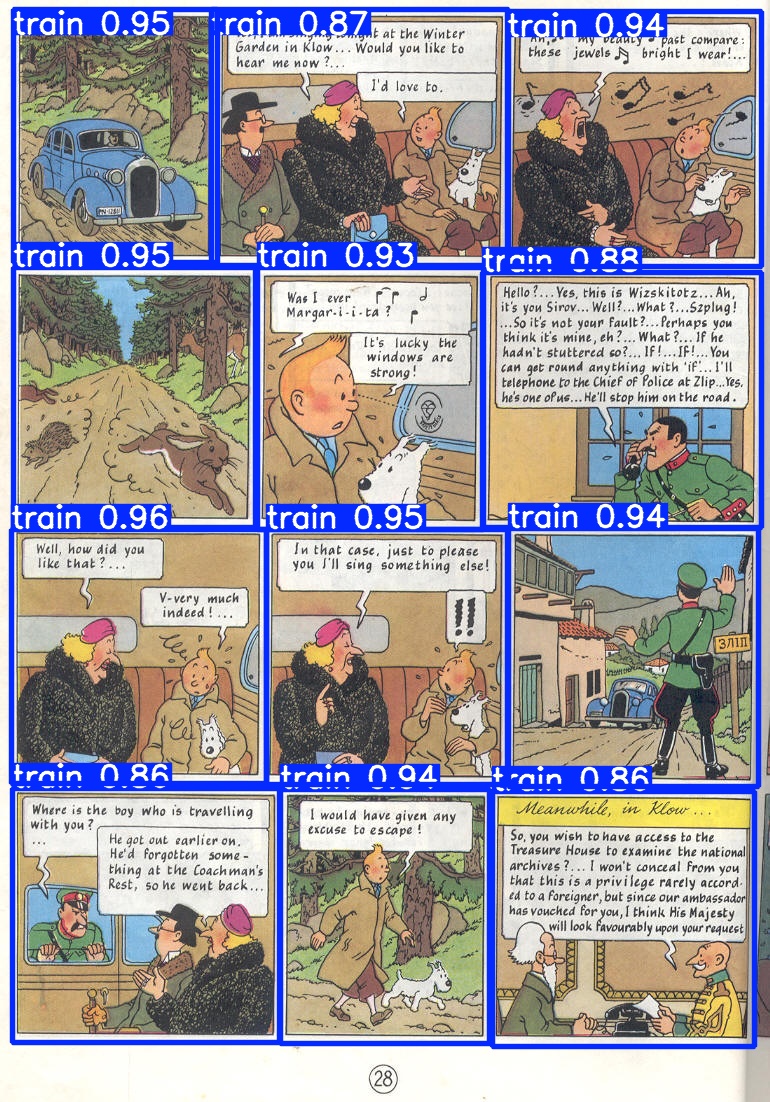 train 0.95
train 0.87
train 0.94
at the Winter
Garden in Klow... Would you like to
hear me now?...
I'd love to.
my beauty past compare:
these jewels bright I wear!...
PN·1281
train 0.95
train 0.93
train 0.88
Was I ever
Margar-i-i-ta?
It's lucky the
windows are
strong!
Hello?... Yes, this is Wizskitotz... Ah,
it's you Sirov... Well?... What?... Szplug!
...So it's not your fault?... Perhaps you
think it's mine, eh?... What?... If he
hadn't stuttered so?... If!... If!... You
can get round anything with 'if'... I'll
telephone to the Chief of Police at Zlip...Yes,
he's one of us... He'll stop him on the road.
train 0.96
train 0.95
train 0.94
Well, how did you
like that?...
V-very much
indeed!...
In that case, just to please
you I'll sing something else!
!!
ЗЛІП
train 0.86
train 0.94
train 0.86
Where is the boy who is travelling
with you?
...
He got out earlier on.
He'd forgotten some-
thing at the Coachman's
Rest, so he went back...
I would have given any
excuse to escape!
Meanwhile, in Klow...
So, you wish to have access to the
Treasure House to examine the national
archives?... I won't conceal from you
that this is a privilege rarely accord-
ed to a foreigner, but since our ambassador
has vouched for you, I think His Majesty
will look favourably upon your request
28